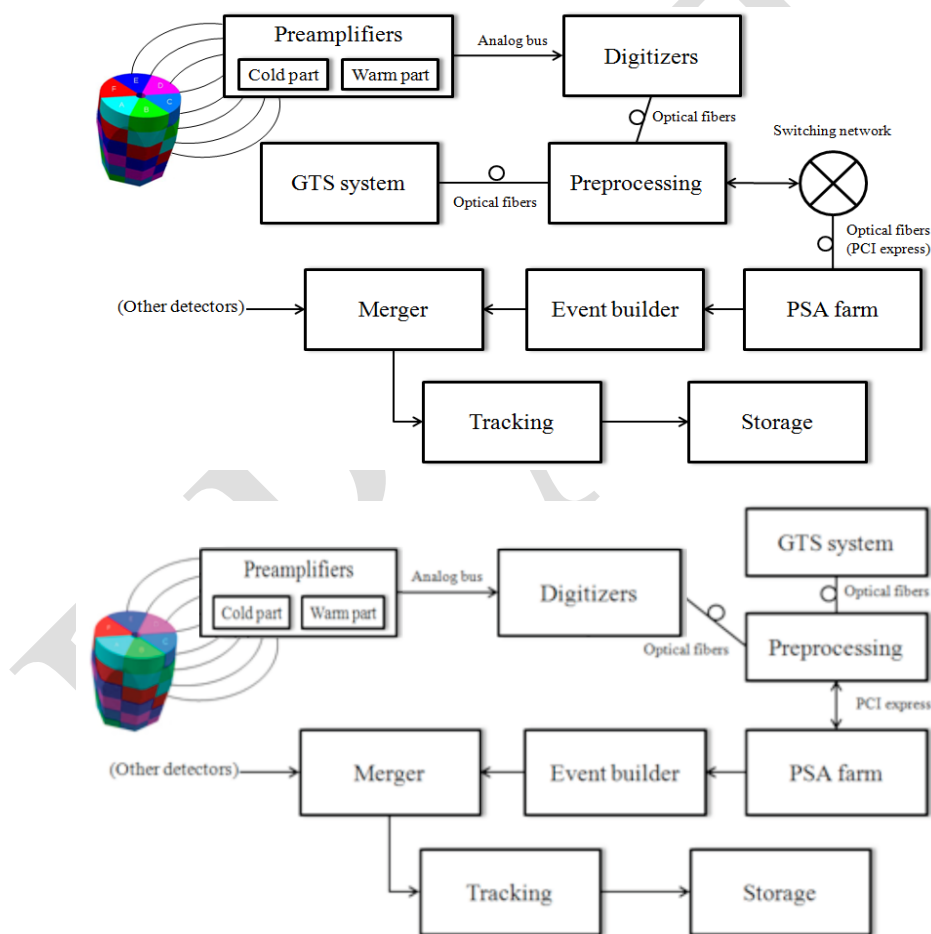 Preamplifiers
Cold part
Warm part
Analog bus
Digitizers
Optical fibers
Switching network
GTS system
Optical fibers
Preprocessing
Optical fibers
(PCI express)
(Other detectors)
Merger
Event builder
PSA farm
Tracking
Storage
E
F
D
A
B
C
GTS system
Preamplifiers
Cold part
Warm part
Analog bus
Digitizers
Optical fibers
Optical fibers
Preprocessing
PCI express
(Other detectors)
Merger
Event builder
PSA farm
Tracking
Storage